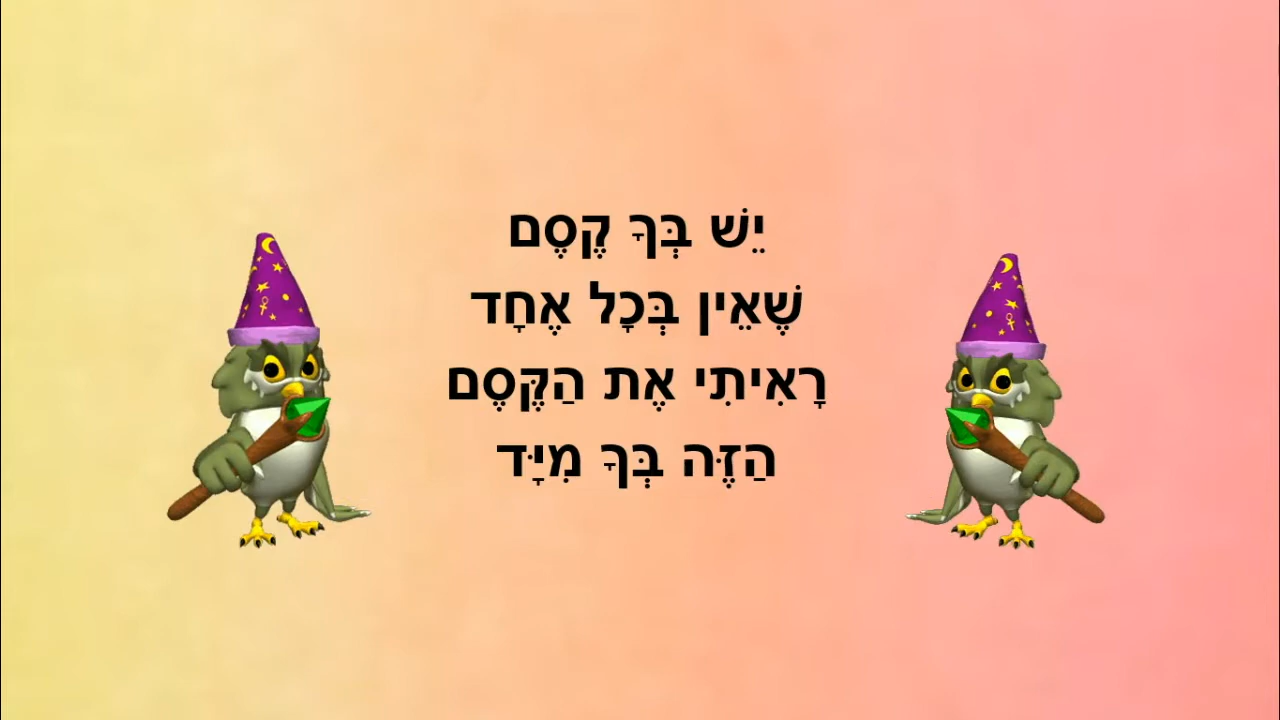 יֵשׁ בְּךָ קֶסֶם
שֶׁאֵין בְּכָל אֶחָד
רָאִיתִי אֶת הַקֶּסֶם
הַזֶּה בְּךָ מִיָּד